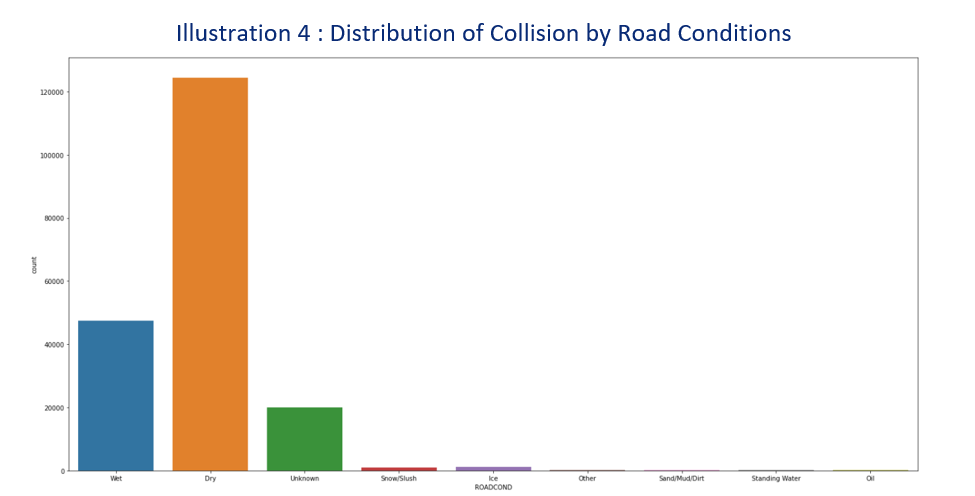 Illustration 4 : Distribution of Collision by Road Conditions
120000
100000
80000
60000
40000
20000
0
count
Wet Dry Unknown Snow/Slush Ice Other Sand/Mud/Dirt Standing Water Oil
ROADCOND